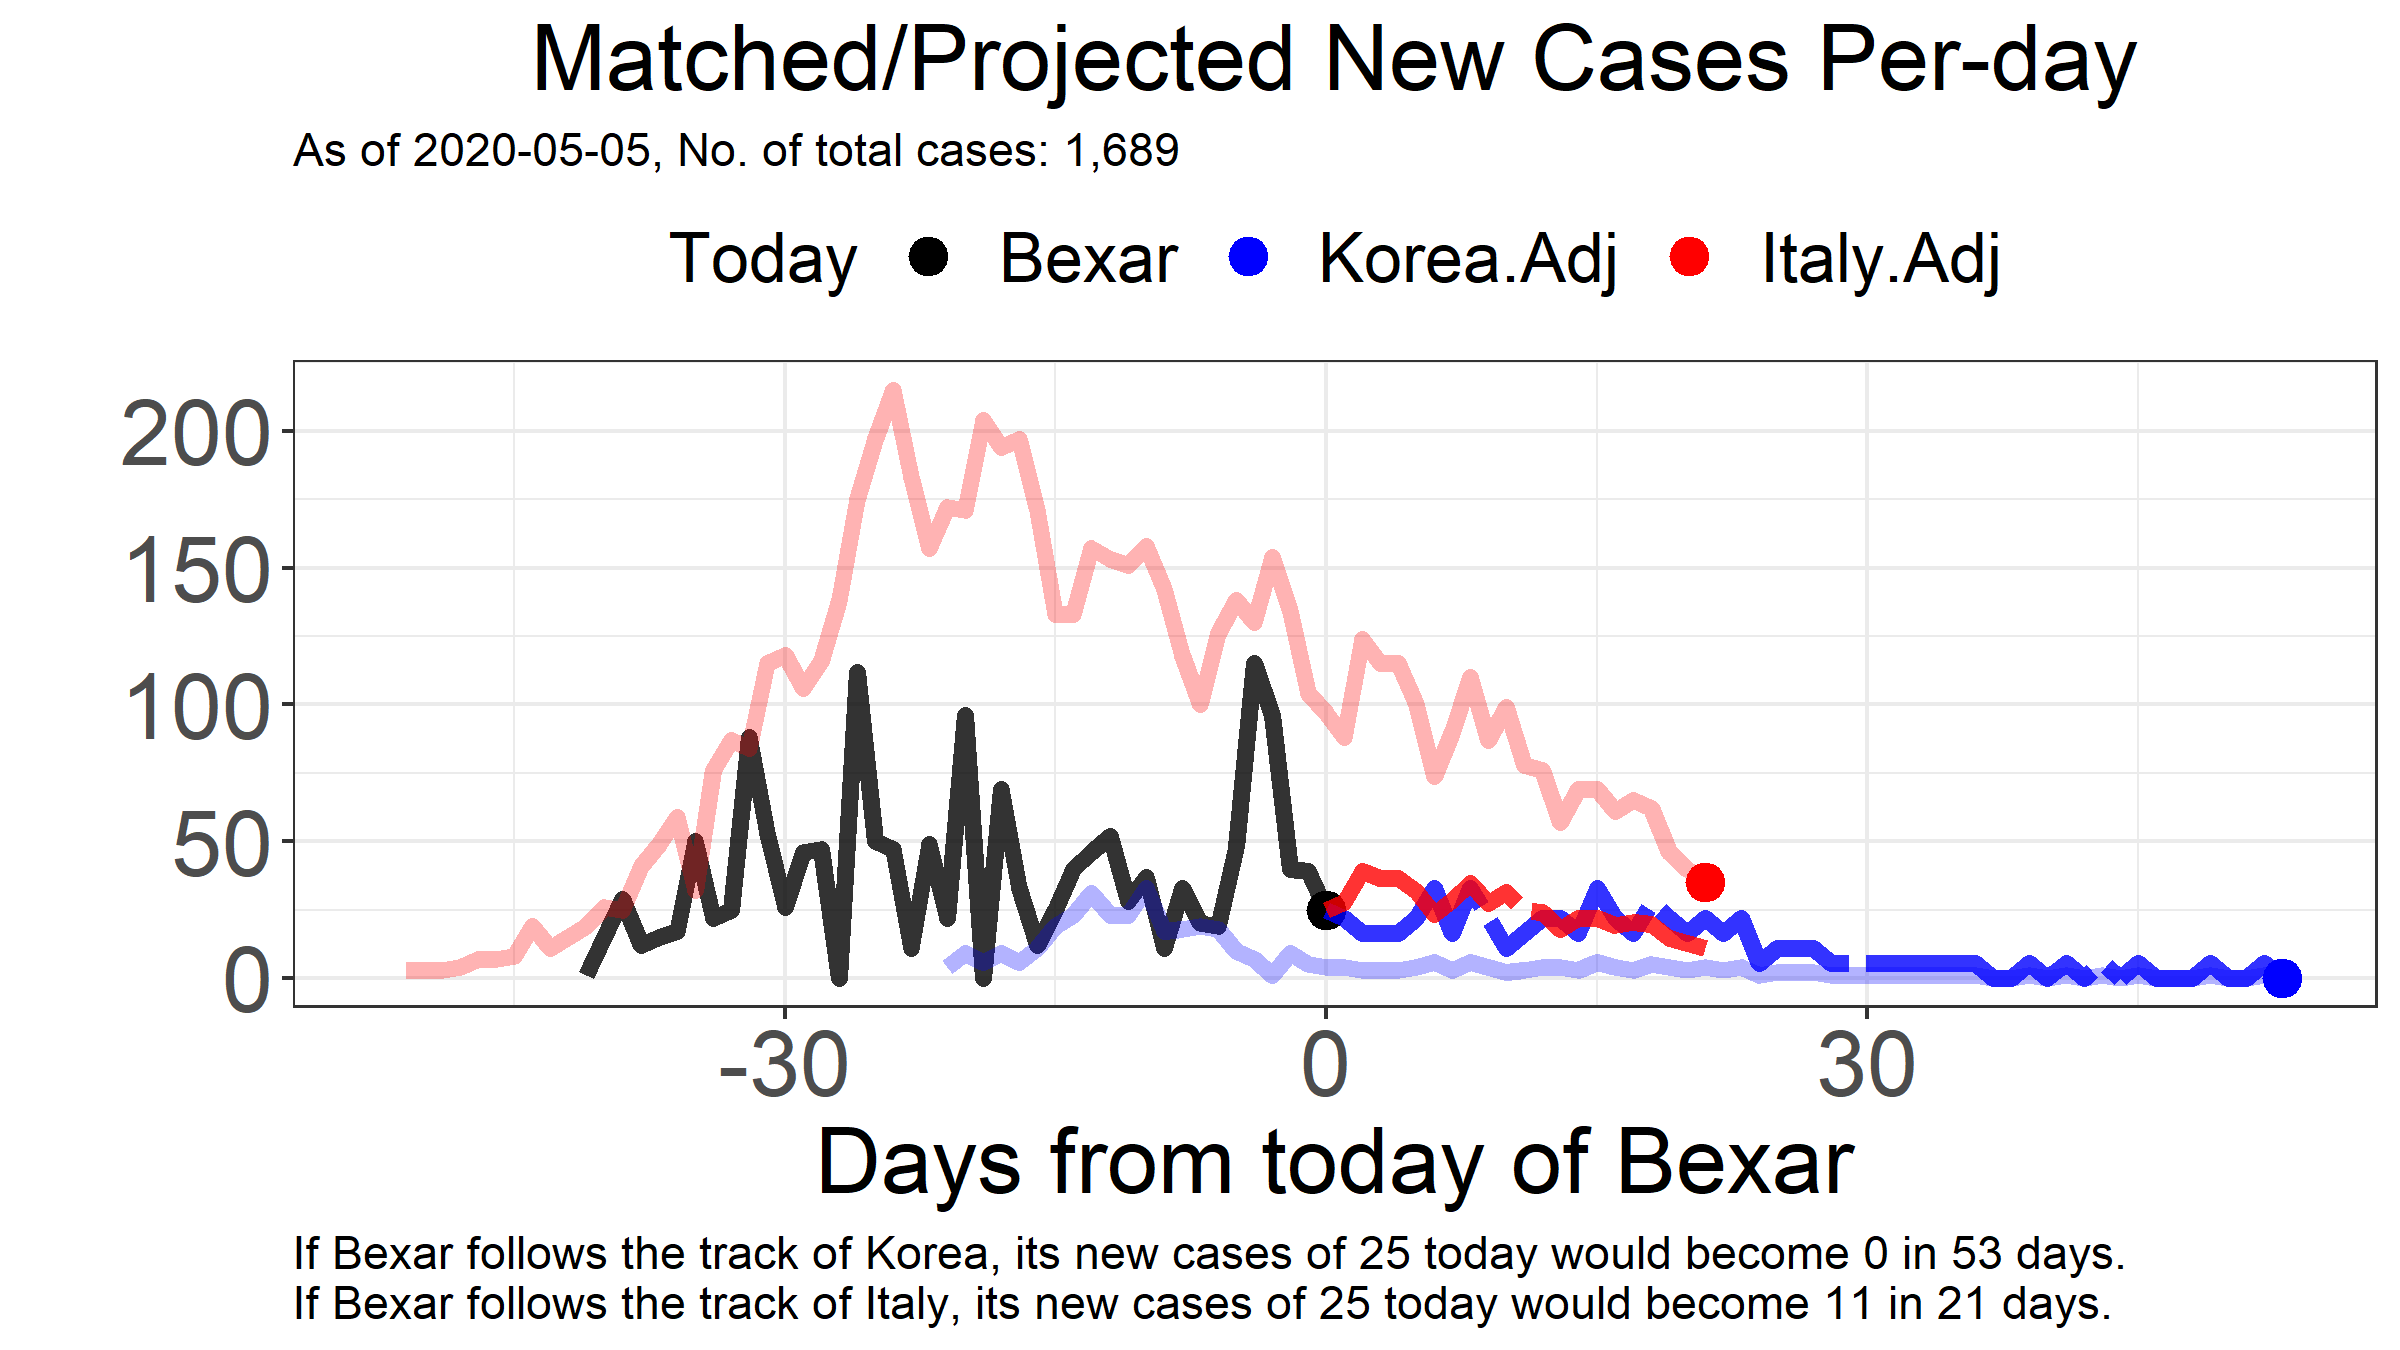 Matched/Projected New Cases Per-day
As of 2020-05-05, No. of total cases: 1,689
Today Bexar Korea.Adj Italy.Adj
200
150
100
50
0
-30 0 30
Days from today of Bexar
If Bexar follows the track of Korea, its new cases of 25 today would become 0 in 53 days.
If Bexar follows the track of Italy, its new cases of 25 today would become 11 in 21 days.